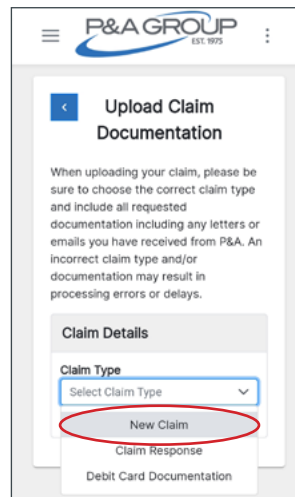 P&A GROUP
EST. 1975
Upload Claim
Documentation
When uploading your claim, please be
sure to choose the correct claim type
and include all requested
documentation including any letters or
emails you have received from P&A. An
incorrect claim type and/or
documentation may result in
processing errors or delays.
Claim Details
Claim Type
Select Claim Type
New Claim
Claim Response
Debit Card Documentation